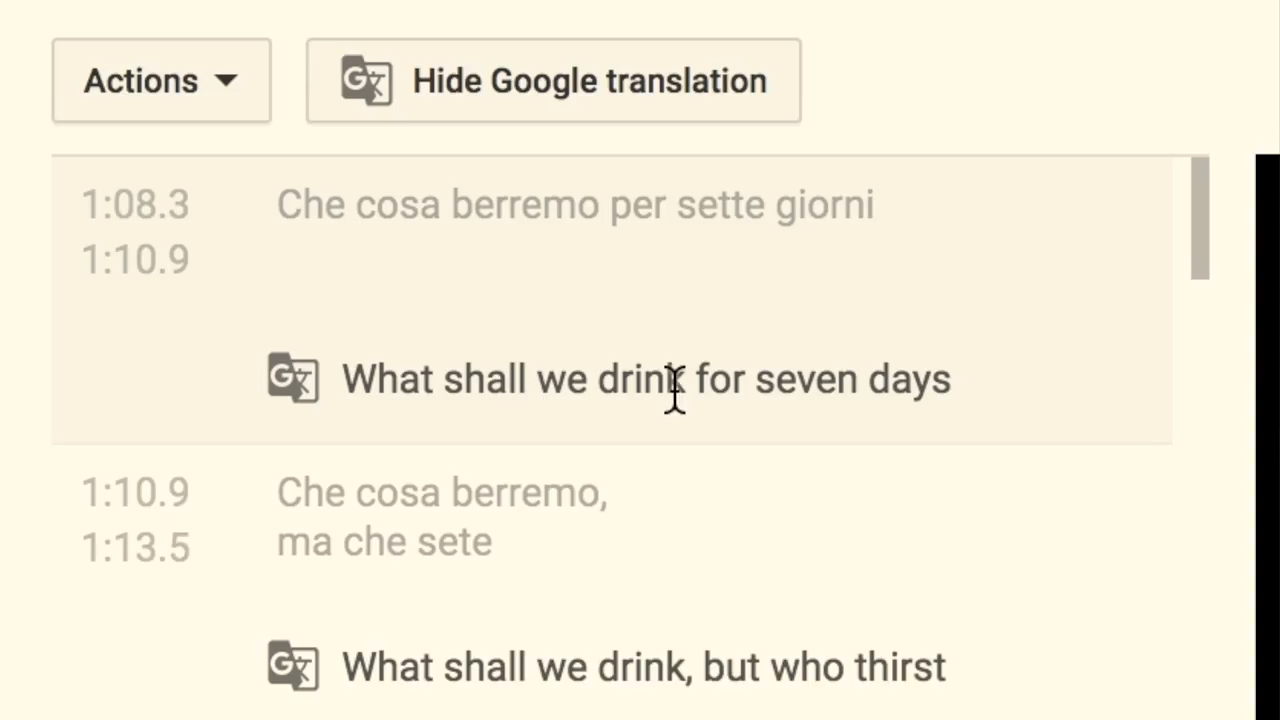 Actions
Hide Google translation
1:08.3 Che cosa berremo per sette giorni
1:10.9
What shall we drink for seven days
1:10.9 Che cosa berremo,
1:13.5 ma che sete
What shall we drink, but who thirst